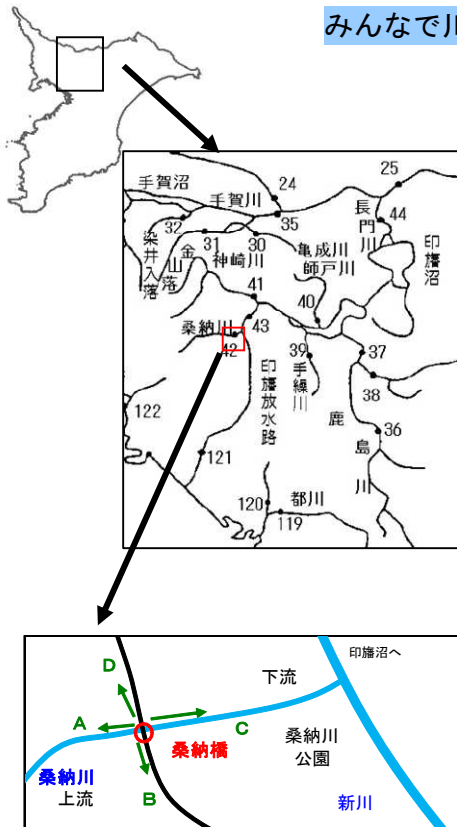 みんなで川
手賀沼
手賀川
24
25
35
32
31
30
44
長門川
印旛沼
染井入落
金山落
神崎川
亀成川
師戸川
41
40
桑納川
43
42
39
37
38
手繰川
印旛放水路
鹿島川
36
122
121
120
都川
119
印旛沼へ
下流
D
A
C
桑納橋
桑納川
公園
桑納川
上流
B
新川